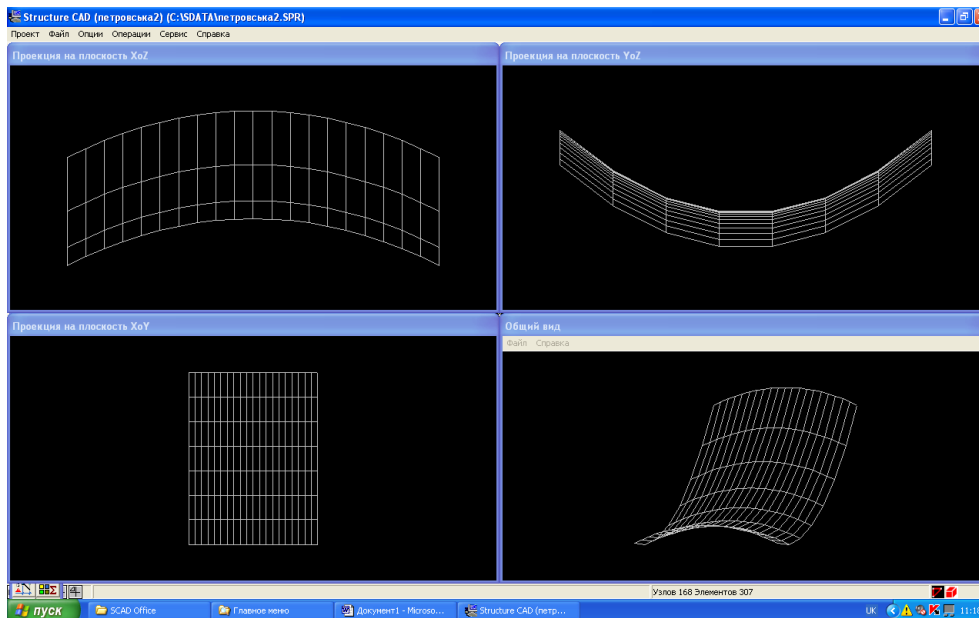 Structure CAD (петровська2) (C:\SDATA\петровська2.SPR)
Проект Файл Опции Операции Сервис Справка
Проекция на плоскость XoZ
Проекция на плоскость YoZ
Проекция на плоскость XoY
Общий вид
Файл Справка
Узлов 168 Элементов 307
пуск
SCAD Office
Главное меню
Документ1 - Microso...
Structure CAD (петр...
UK